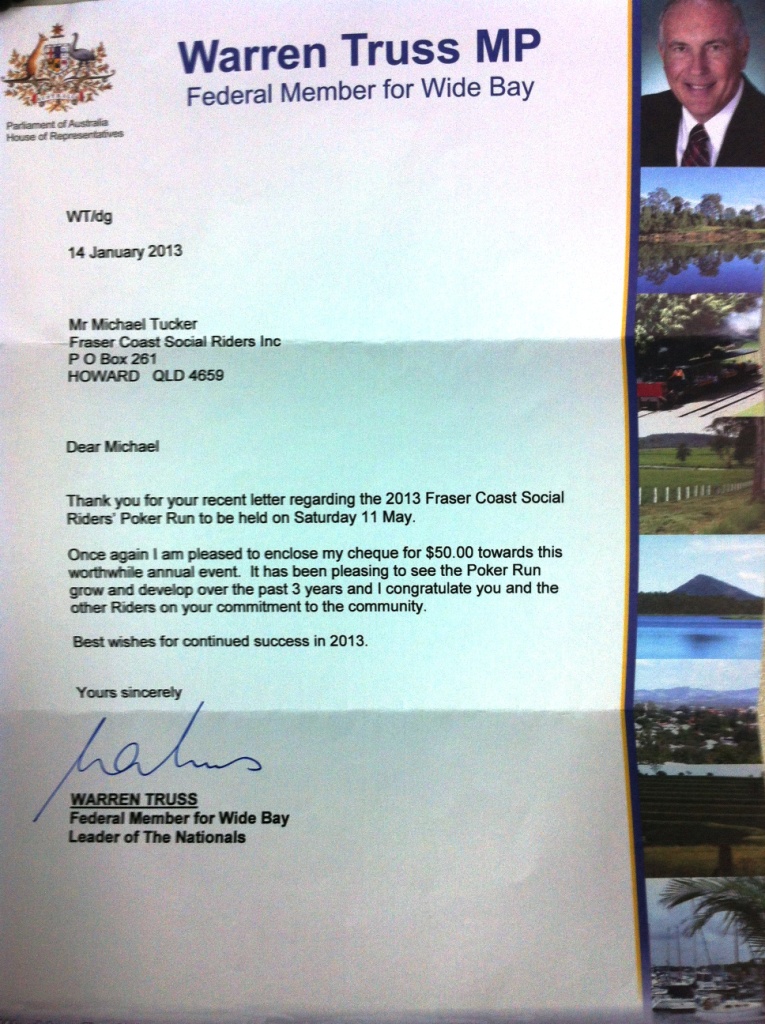 Warren Truss MP
Federal Member for Wide Bay
Parliament of Australia
House of Representatives
WT/dg
14 January 2013
Mr Michael Tucker
Fraser Coast Social Riders Inc
P O Box 261
HOWARD QLD 4659
Dear Michael
Thank you for your recent letter regarding the 2013 Fraser Coast Social
Riders' Poker Run to be held on Saturday 11 May.
Once again I am pleased to enclose my cheque for $50.00 towards this
worthwhile annual event. It has been pleasing to see the Poker Run
grow and develop over the past 3 years and I congratulate you and the
other Riders on your commitment to the community.
Best wishes for continued success in 2013.
Yours sincerely
WARREN TRUSS
Federal Member for Wide Bay
Leader of The Nationals